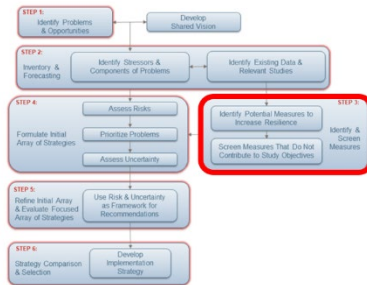 STEP 1:
Identify Problems
& Opportunities
Develop
Shared Vision
STEP 2:
Inventory &
Forecasting
Identify Stressors &
Components of Problems
Identify Existing Data &
Relevant Studies
STEP 4:
Formulate Initial
Array of Strategies
Assess Risks
Prioritize Problems
Assess Uncertainty
STEP 3:
Identify Potential Measures to
Increase Resilience
Screen Measures That Do Not
Contribute to Study Objectives
Identify &
Screen
Measures
STEP 5:
Refine Initial Array
& Evaluate Focused
Array of Strategies
Use Risk & Uncertainty
as Framework for
Recommendations
STEP 6:
Strategy Comparison
& Selection
Develop
Implementation
Strategy